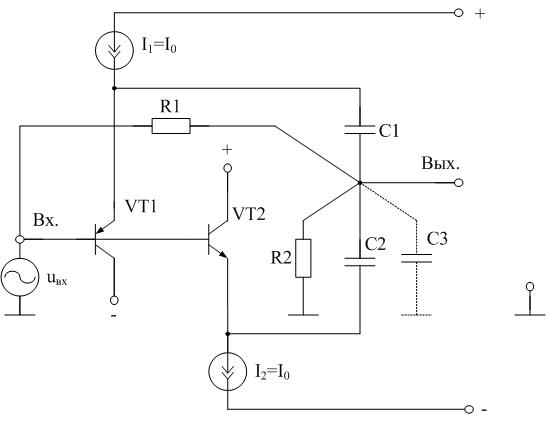 +
I₁=I₀
R1
C1
+
Вых.
VT1
VT2
Вх.
C2
C3
R2
uвх
-
I₂=I₀
-